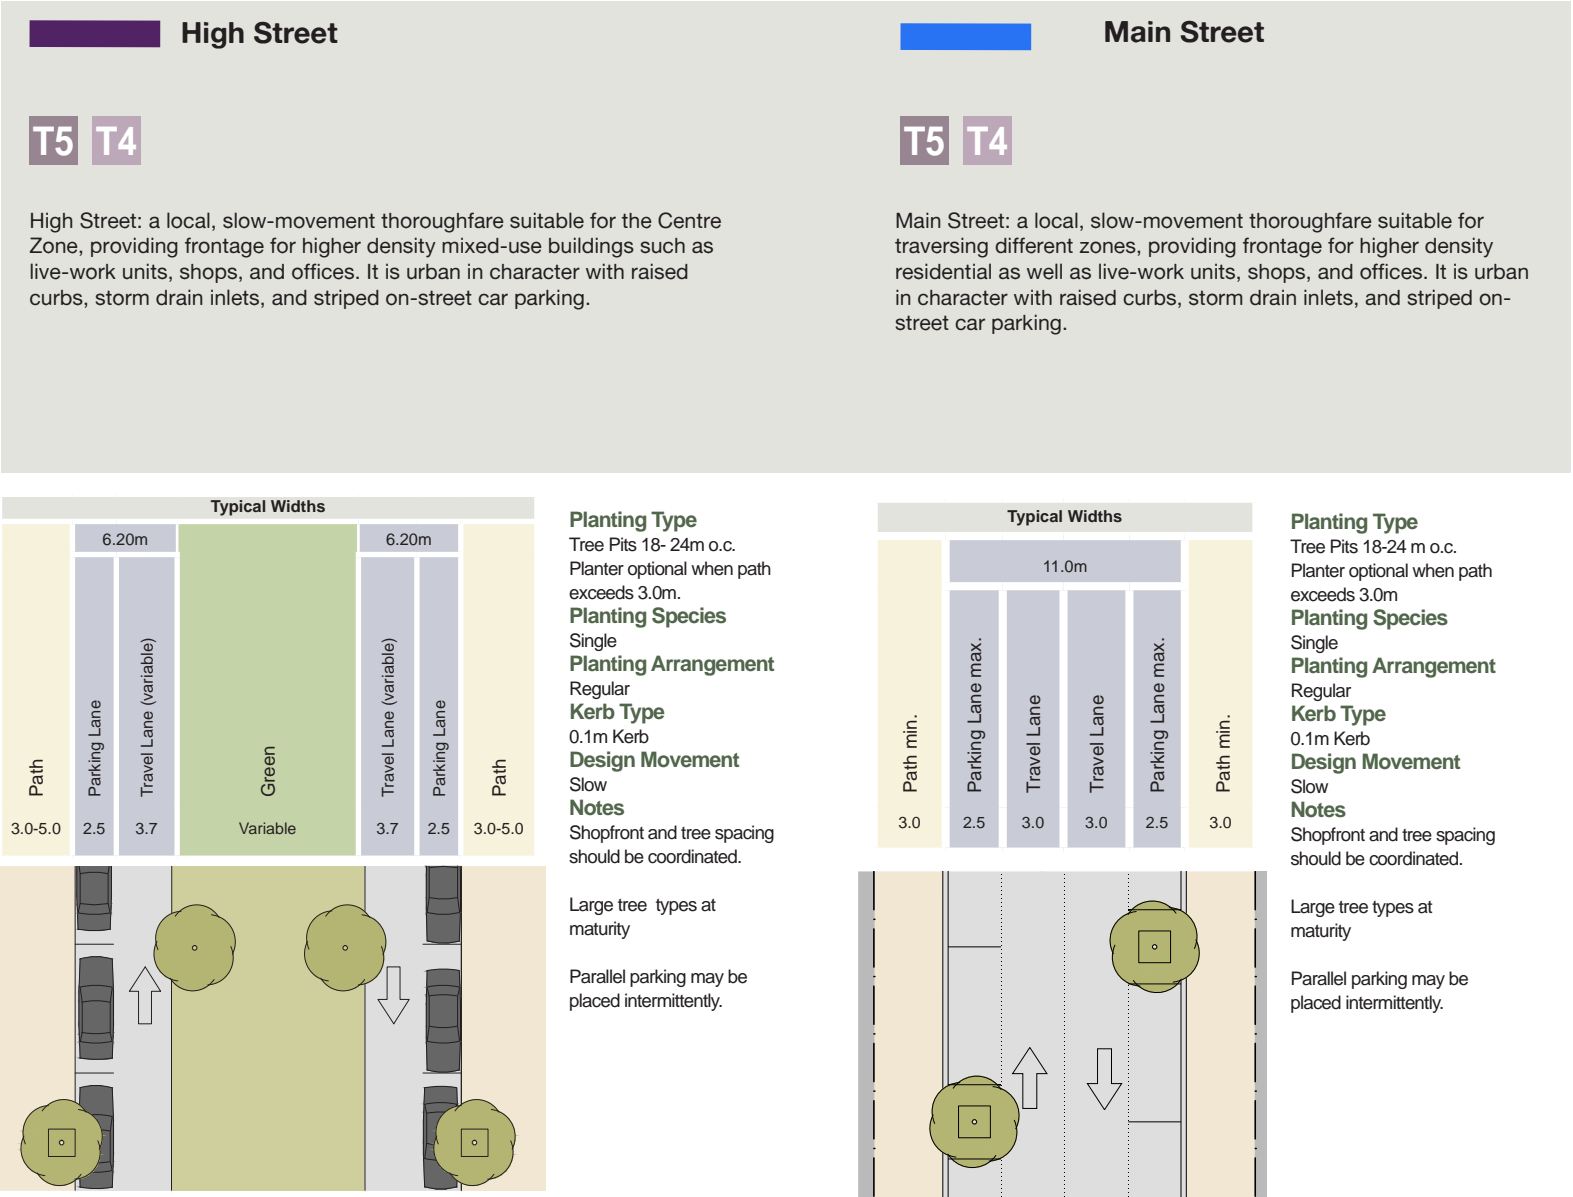 High Street
T5 T4
High Street: a local, slow-movement thoroughfare suitable for the Centre
Zone, providing frontage for higher density mixed-use buildings such as
live-work units, shops, and offices. It is urban in character with raised
curbs, storm drain inlets, and striped on-street car parking.
Main Street
T5 T4
Main Street: a local, slow-movement thoroughfare suitable for
traversing different zones, providing frontage for higher density
residential as well as live-work units, shops, and offices. It is urban
in character with raised curbs, storm drain inlets, and striped on-
street car parking.
Typical Widths
6.20m
6.20m
Path
Parking Lane
Travel Lane (variable)
Green
Travel Lane (variable)
Parking Lane
Path
3.0-5.0 2.5 3.7 Variable 3.7 2.5 3.0-5.0
Planting Type
Tree Pits 18- 24m o.c.
Planter optional when path
exceeds 3.0m.
Planting Species
Single
Planting Arrangement
Regular
Kerb Type
0.1m Kerb
Design Movement
Slow
Notes
Shopfront and tree spacing
should be coordinated.
Large tree types at
maturity
Parallel parking may be
placed intermittently.
Typical Widths
11.0m
Path min.
Parking Lane max.
Travel Lane
Travel Lane
Parking Lane max.
Path min.
3.0 2.5 3.0 3.0 2.5 3.0
Planting Type
Tree Pits 18-24 m o.c.
Planter optional when path
exceeds 3.0m
Planting Species
Single
Planting Arrangement
Regular
Kerb Type
0.1m Kerb
Design Movement
Slow
Notes
Shopfront and tree spacing
should be coordinated.
Large tree types at
maturity
Parallel parking may be
placed intermittently.